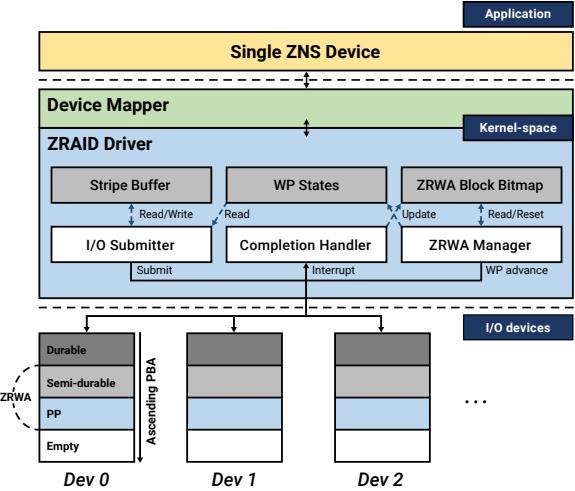 Application
Single ZNS Device
Device Mapper
Kernel-space
ZRAID Driver
Stripe Buffer
WP States
ZRWA Block Bitmap
Read/Write
Read
Update
Read/Reset
I/O Submitter
Completion Handler
ZRWA Manager
Submit
Interrupt
WP advance
I/O devices
Durable
Semi-durable
ZRWA
PP
Empty
Ascending PBA
...
Dev 0
Dev 1
Dev 2